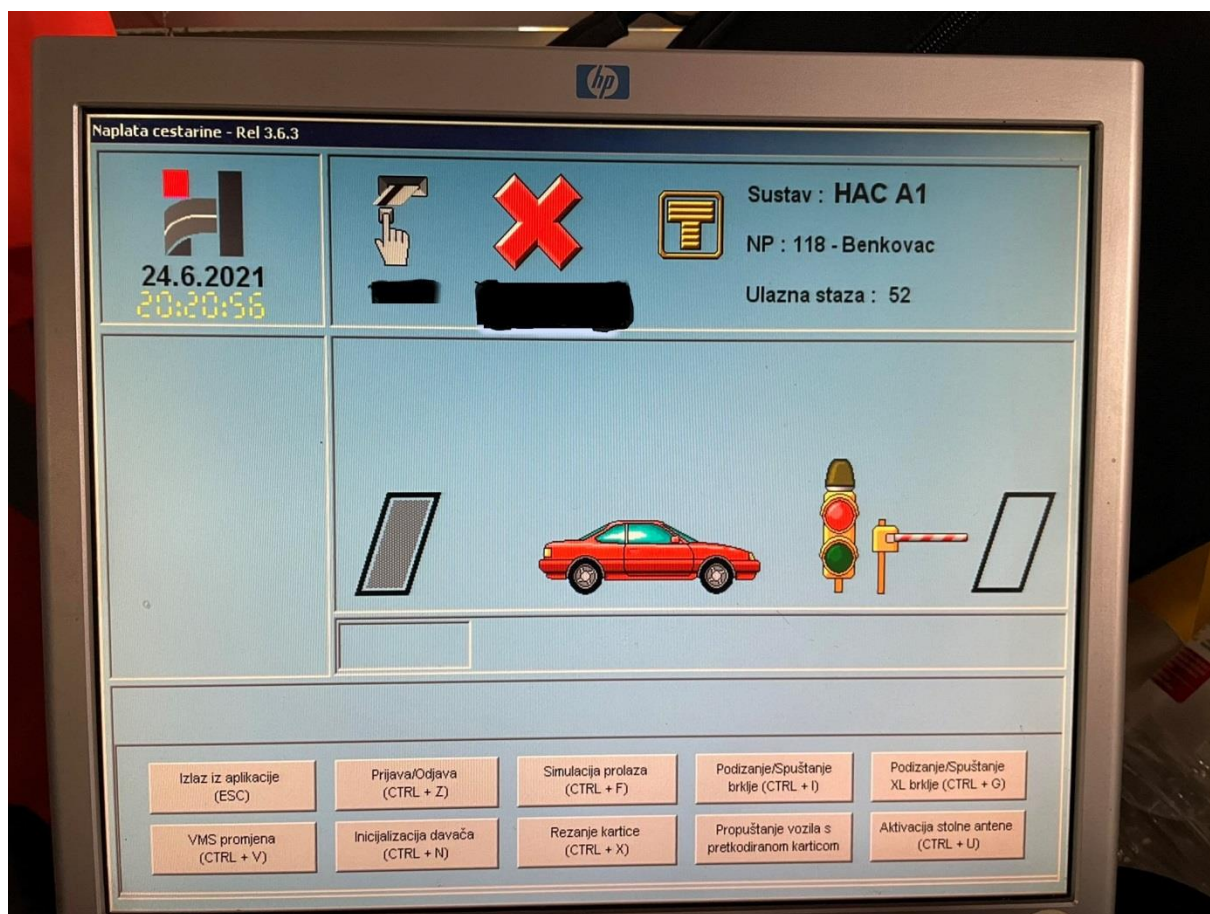 hp
Naplata cestarine - Rel 3.6.3
24.6.2021
20:20:56
Sustav : HAC A1
NP : 118 - Benkovac
Ulazna staza : 52
Izlaz iz aplikacije
(ESC)
Prijava/Odjava
(CTRL + Z)
Simulacija prolaza
(CTRL + F)
Podizanje/Spuštanje
brklje (CTRL + I)
Podizanje/Spuštanje
XL brklje (CTRL + G)
VMS promjena
(CTRL + V)
Inicijalizacija davača
(CTRL + N)
Rezanje kartice
(CTRL + X)
Propuštanje vozila s
pretkodiranom karticom
Aktivacija stolne antene
(CTRL + U)